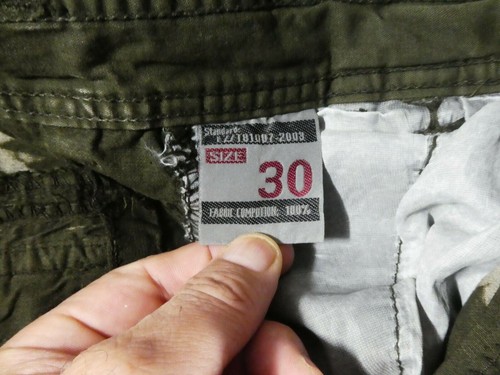 Standard:
FZ/T81007-2003
SIZE
30
FABRIC COMPOTION: 100%